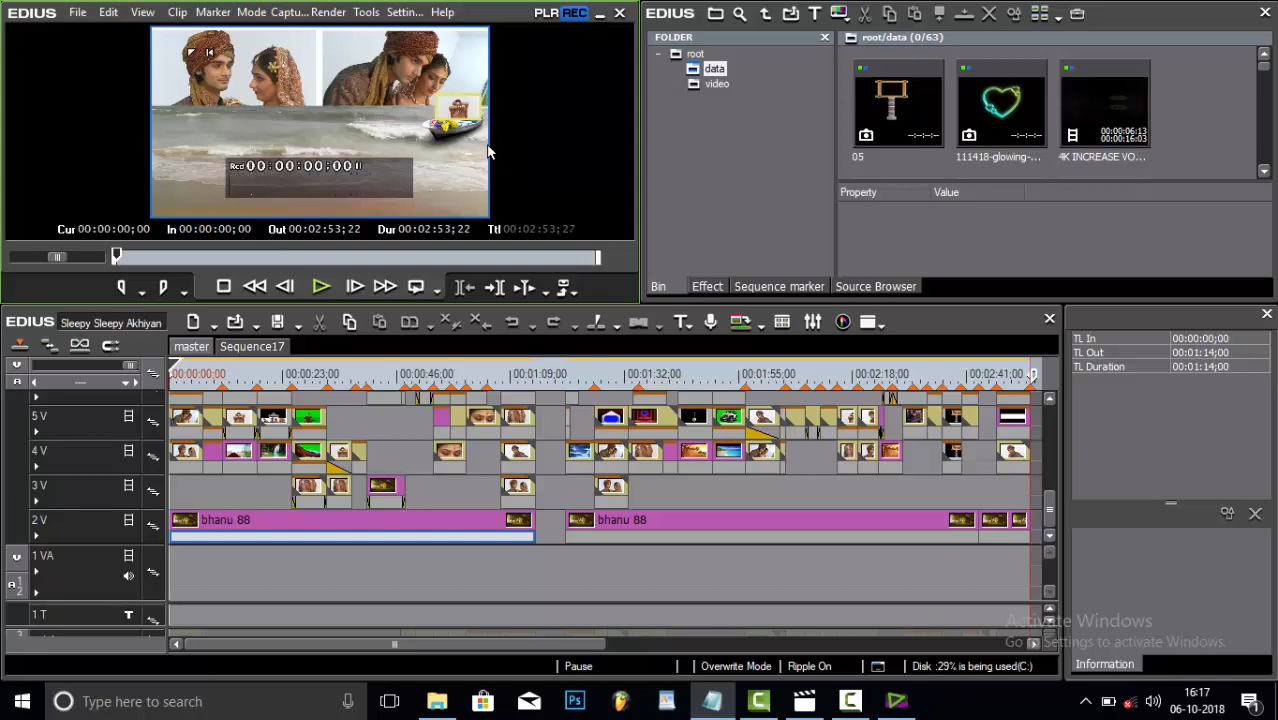 EDIUS File Edit View Clip Marker Mode Captu... Render Tools Settin... Help PLR REC
Rcd 00:00:00;00
Cur 00:00:00;00 In 00:00:00;00 Out 00:02:53;22 Dur 00:02:53;22 Ttl 00:02:53;27
EDIUS
FOLDER
root
data
video
root/data (0/63)
--:--:--:--
--:--:--:--
00:00:06:13
00:00:16:03
05
111418-glowing-...
4K INCREASE VO...
Property Value
Bin Effect Sequence marker Source Browser
EDIUS Sleepy Sleepy Akhiyan
master Sequence17
00:00:00;00 00:00:23;00 00:00:46;00 00:01:09;00 00:01:32;00 00:01:55;00 00:02:18;00 00:02:41;00
5 V
4 V
3 V
2 V bhanu 88 bhanu 88
1 VA
A 1
2
1 T T
TL In 00:00:00;00
TL Out 00:01:14;00
TL Duration 00:01:14;00
Activate Windows
Go to Settings to activate Windows.
Information
Pause Overwrite Mode Ripple On Disk :29% is being used(C:)
Type here to search
Ps
16:17
06-10-2018
1